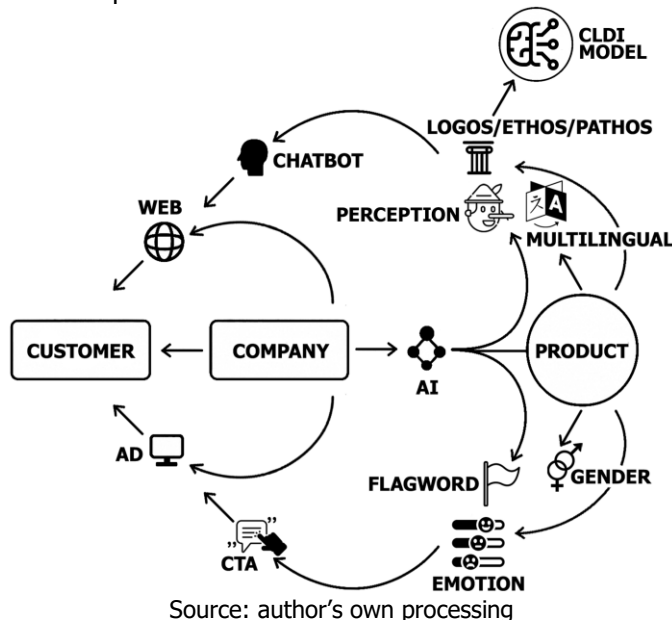 CLDI
MODEL
LOGOS/ETHOS/PATHOS
CHATBOT
WEB
PERCEPTION
A
MULTILINGUAL
CUSTOMER
COMPANY
AI
PRODUCT
AD
FLAGWORD
GENDER
CTA
EMOTION
Source: author's own processing